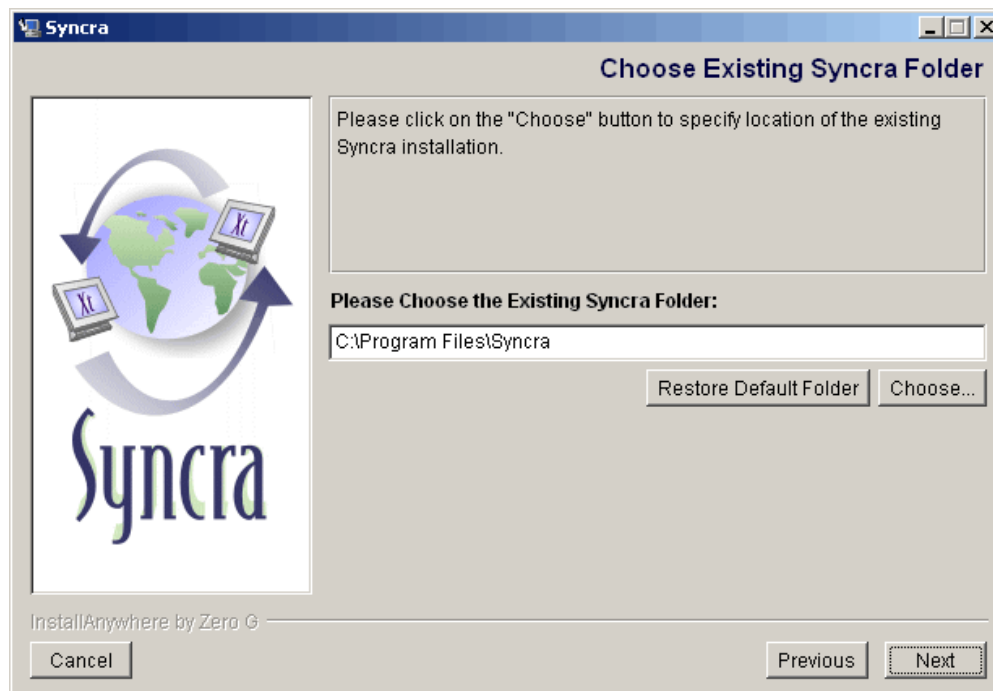 Syncra
Choose Existing Syncra Folder
Please click on the "Choose" button to specify location of the existing
Syncra installation.
Xt
Xt
Syncra
Please Choose the Existing Syncra Folder:
C:\Program Files\Syncra
Restore Default Folder
Choose...
InstallAnywhere by Zero G
Cancel
Previous
Next